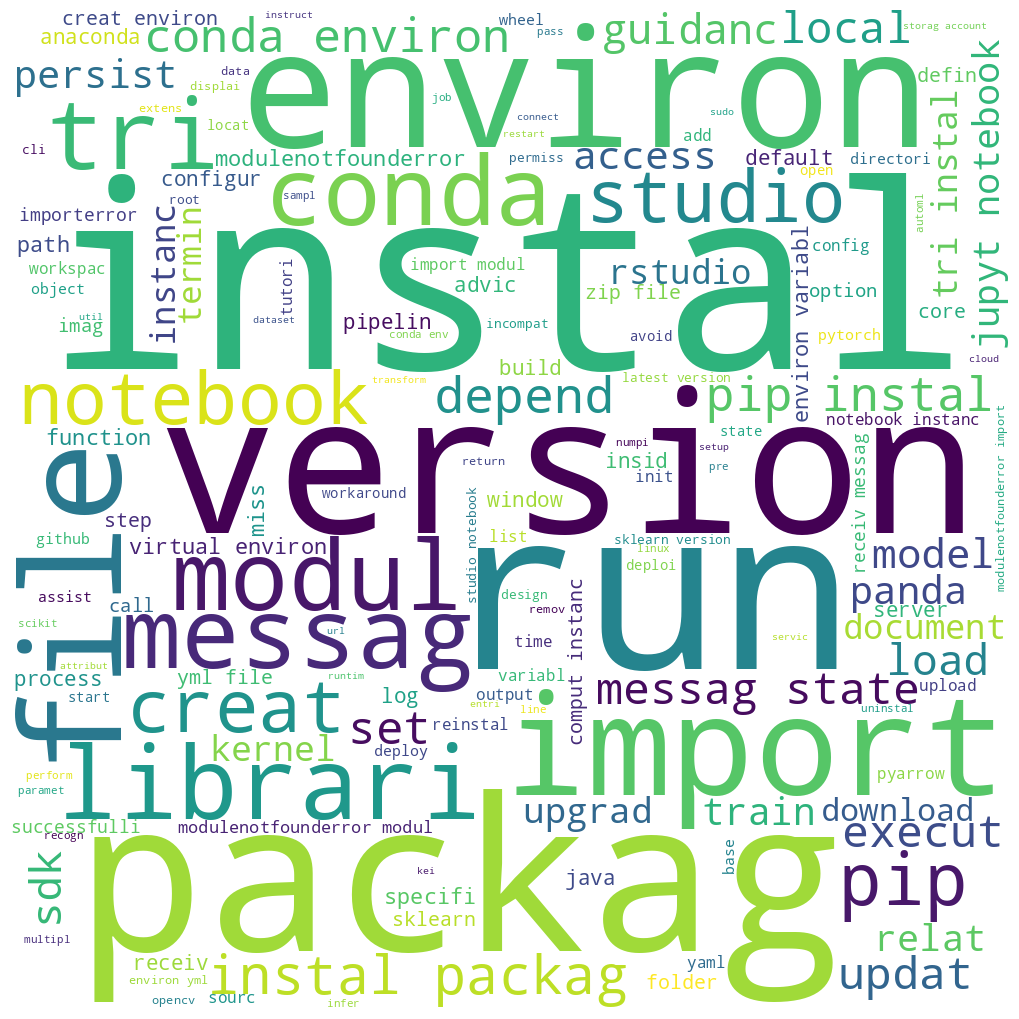 creat environ
instruct
wheel
pass
storag account
anaconda
conda environ
guidanc
local
persist
data
displai
environ
defin
jupyt notebook
extens
job
connect
sudo
tri
locat
restart
add
cli
modulenotfounderror
permiss
access
default
directori
open
tri instal
configur
sampl
conda
studio
root
automl
importerror
instanc
termin
instal
environ variabl
path
config
workspac
tutori
import modul
rstudio
object
advic
zip file
option
imag
util
dataset
pipelin
incompat
core
conda env
avoid
pytorch
build
cloud
notebook
transform
depend
latest version
pip instal
modulenotfounderror import
file
function
version
state
notebook instanc
numpi
setup
return
insid
init
pre
receiv messag
miss
workaround
window
step
studio notebook
list
sklearn version
github
virtual environ
modul
run
linux
deploi
model
assist
call
design
panda
remov
server
scikit
messag
url
time
comput instanc
servic
document
attribut
process
yml file
runtim
variabl
load
start
creat
log
output
messag state
upload
entri
line
uninstal
set
reinstal
import
kernel
deploy
perform
librari
pyarrow
paramet
upgrad
train
download
successfulli
recogn
modulenotfounderror modul
execut
packag
base
sdk
kei
java
pip
specifi
sklearn
multipl
relat
receiv
environ yml
instal packag
yaml
folder
updat
opencv
sourc
infer